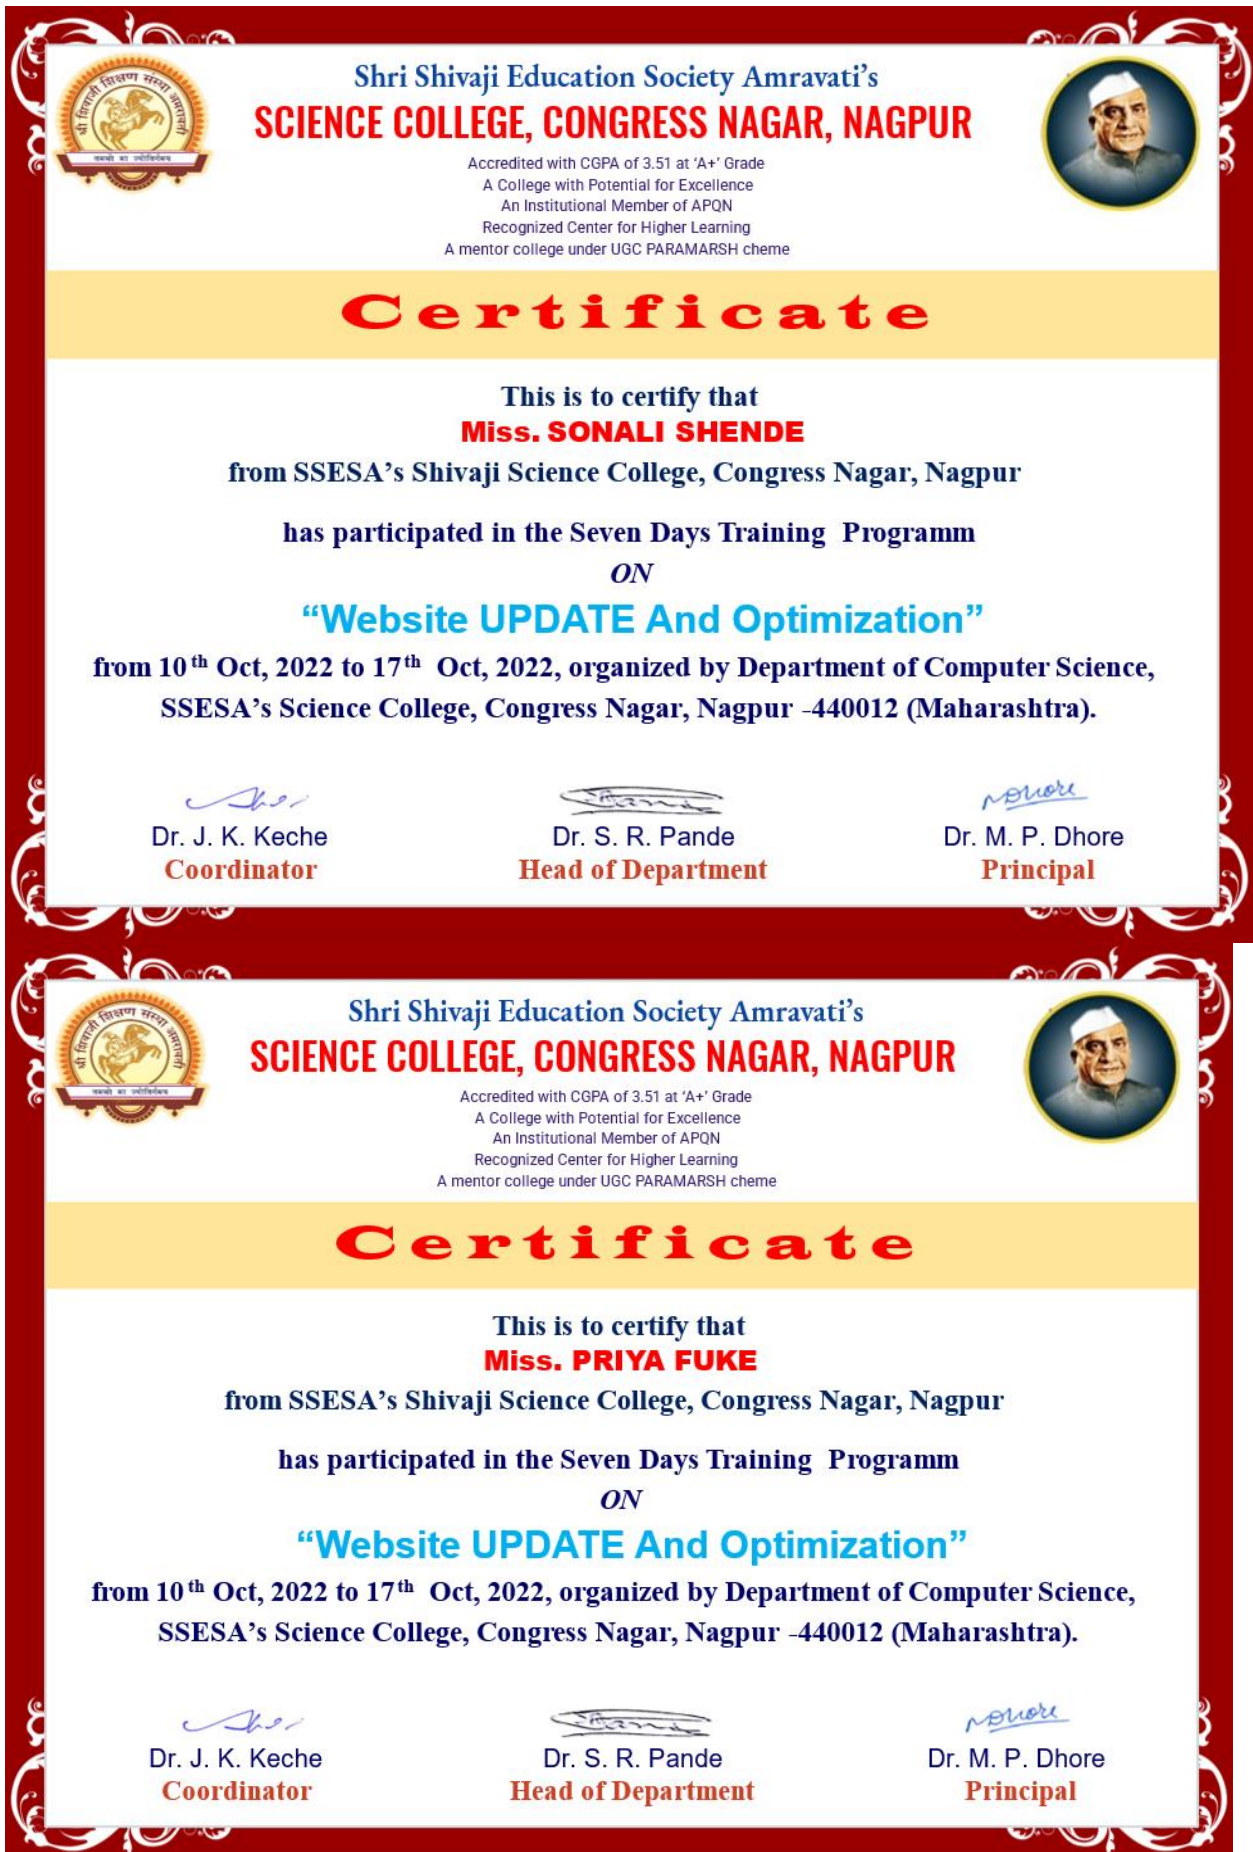 श्री शिवाजी शिक्षण संस्था अमरावती
Shri Shivaji Education Society Amravati's
SCIENCE COLLEGE, CONGRESS NAGAR, NAGPUR
Accredited with CGPA of 3.51 at ‘A+’ Grade
A College with Potential for Excellence
An Institutional Member of APQN
Recognized Center for Higher Learning
A mentor college under UGC PARAMARSH cheme
Certificate
This is to certify that
Miss. SONALI SHENDE
from SSESA's Shivaji Science College, Congress Nagar, Nagpur
has participated in the Seven Days Training Programm
ON
“Website UPDATE And Optimization”
from 10th Oct, 2022 to 17th Oct, 2022, organized by Department of Computer Science,
SSESA's Science College, Congress Nagar, Nagpur -440012 (Maharashtra).
Dr. J. K. Keche Dr. S. R. Pande Dr. M. P. Dhore
Coordinator Head of Department Principal
श्री शिवाजी शिक्षण संस्था अमरावती
Shri Shivaji Education Society Amravati's
SCIENCE COLLEGE, CONGRESS NAGAR, NAGPUR
Accredited with CGPA of 3.51 at ‘A+’ Grade
A College with Potential for Excellence
An Institutional Member of APQN
Recognized Center for Higher Learning
A mentor college under UGC PARAMARSH cheme
Certificate
This is to certify that
Miss. PRIYA FUKE
from SSESA's Shivaji Science College, Congress Nagar, Nagpur
has participated in the Seven Days Training Programm
ON
“Website UPDATE And Optimization”
from 10th Oct, 2022 to 17th Oct, 2022, organized by Department of Computer Science,
SSESA's Science College, Congress Nagar, Nagpur -440012 (Maharashtra).
Dr. J. K. Keche Dr. S. R. Pande Dr. M. P. Dhore
Coordinator Head of Department Principal